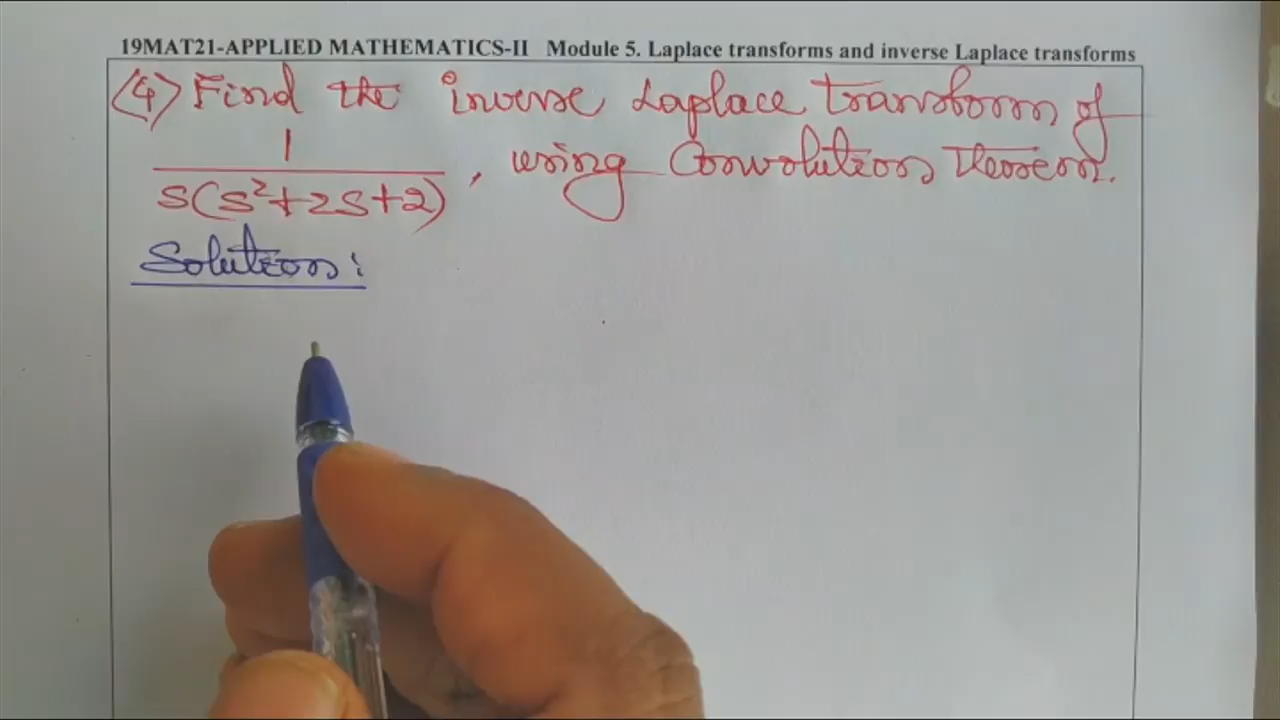 19MAT21-APPLIED MATHEMATICS-II Module 5. Laplace transforms and inverse Laplace transforms
(4) Find the inverse Laplace transform of
1
s(s²+2s+2) , using Convolution theorem.
Solution: